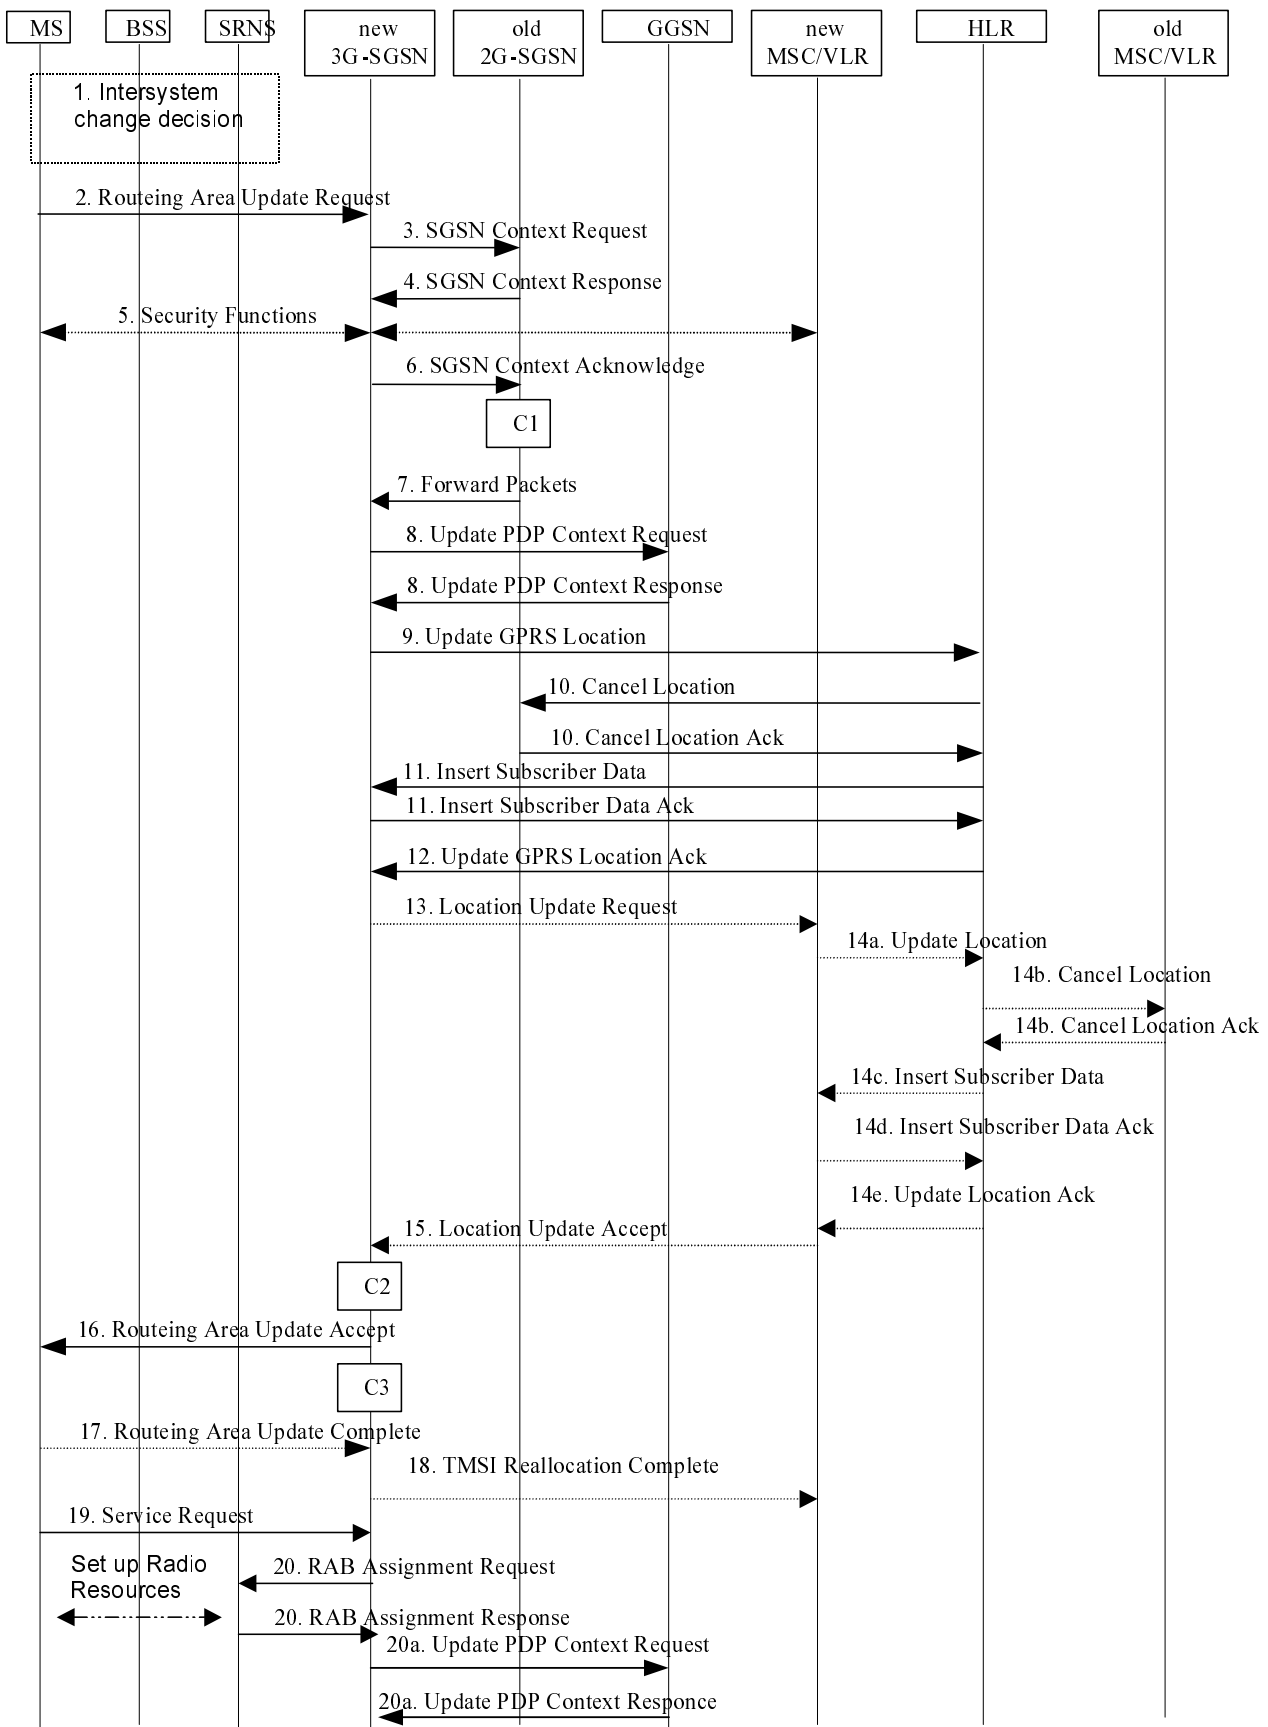 MS
BSS
SRNS
new
3G-SGSN
old
2G-SGSN
GGSN
new
MSC/VLR
HLR
old
MSC/VLR
1. Intersystem
change decision
2. Routeing Area Update Request
3. SGSN Context Request
4. SGSN Context Response
5. Security Functions
6. SGSN Context Acknowledge
C1
7. Forward Packets
8. Update PDP Context Request
8. Update PDP Context Response
9. Update GPRS Location
10. Cancel Location
10. Cancel Location Ack
11. Insert Subscriber Data
11. Insert Subscriber Data Ack
12. Update GPRS Location Ack
13. Location Update Request
14a. Update Location
14b. Cancel Location
14b. Cancel Location Ack
14c. Insert Subscriber Data
14d. Insert Subscriber Data Ack
14e. Update Location Ack
15. Location Update Accept
C2
16. Routeing Area Update Accept
C3
17. Routeing Area Update Complete
18. TMSI Reallocation Complete
19. Service Request
Set up Radio
Resources
20. RAB Assignment Request
20. RAB Assignment Response
20a. Update PDP Context Request
20a. Update PDP Context Responce